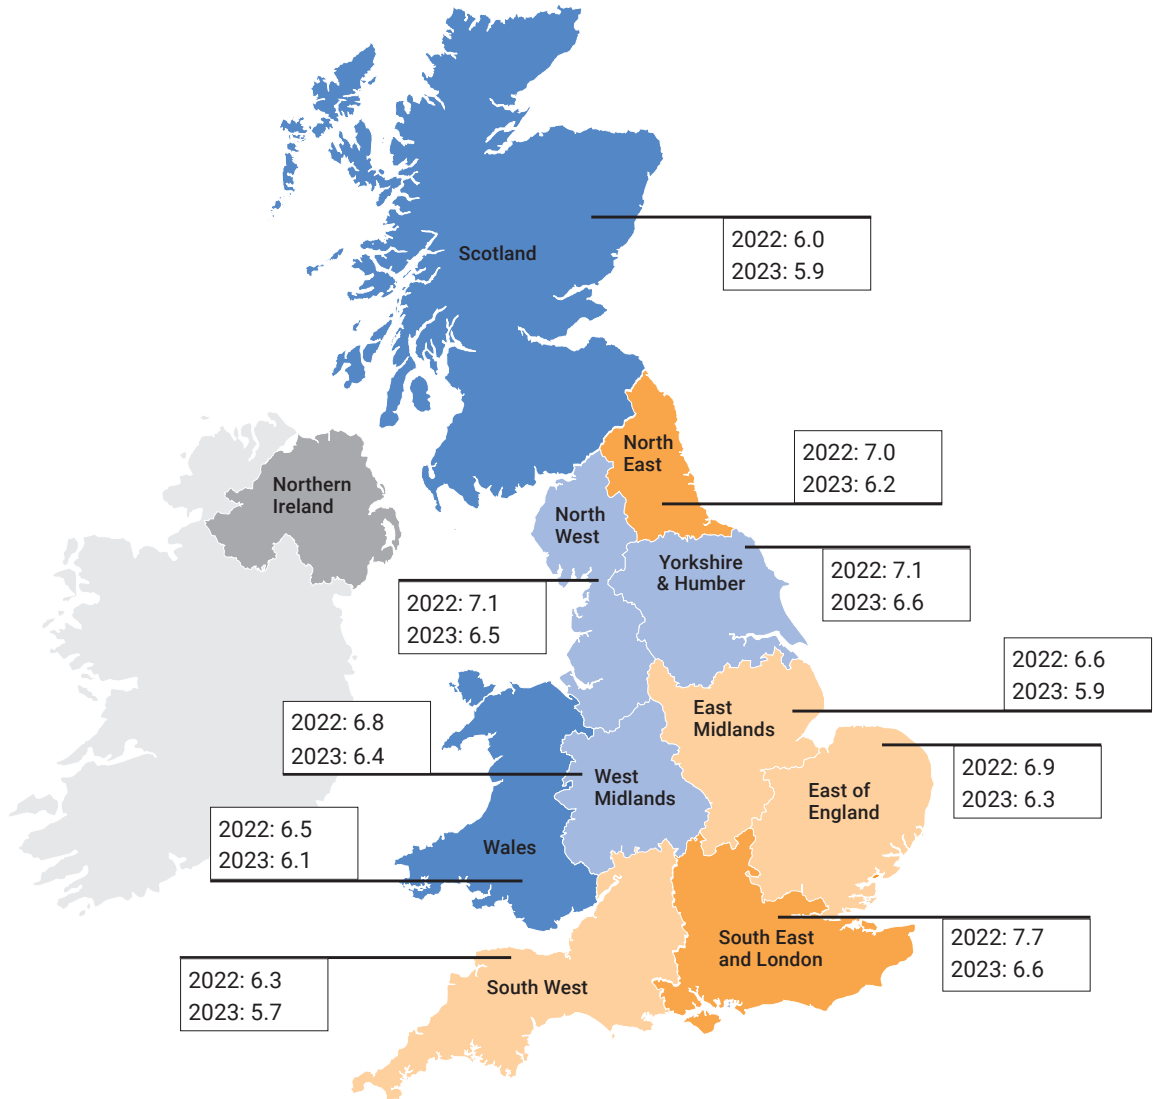 2022: 6.0
2023: 5.9
Scotland
North
East
2022: 7.0
2023: 6.2
Northern
Ireland
North
West
Yorkshire
& Humber
2022: 7.1
2023: 6.6
2022: 7.1
2023: 6.5
2022: 6.6
2023: 5.9
East
Midlands
2022: 6.8
2023: 6.4
West
Midlands
2022: 6.9
2023: 6.3
East of
England
2022: 6.5
2023: 6.1
Wales
2022: 7.7
2023: 6.6
South East
and London
2022: 6.3
2023: 5.7
South West